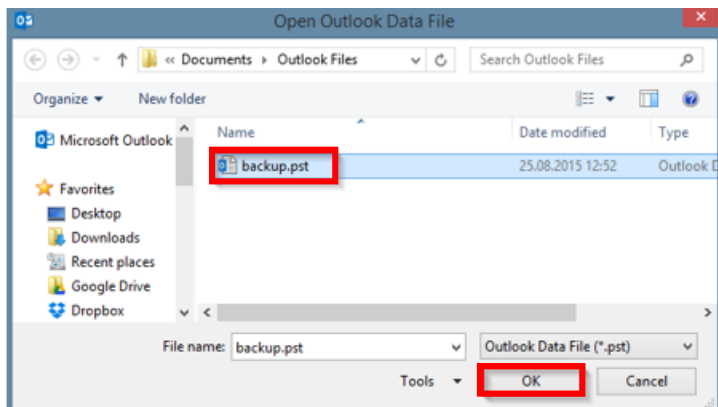 Open Outlook Data File
« Documents Outlook Files
Search Outlook Files
Organize New folder
Microsoft Outlook
Name Date modified Type
backup.pst 25.08.2015 12:52 Outlook D
Favorites
Desktop
Downloads
Recent places
Google Drive
Dropbox
File name: backup.pst Outlook Data File (*.pst)
Tools OK Cancel